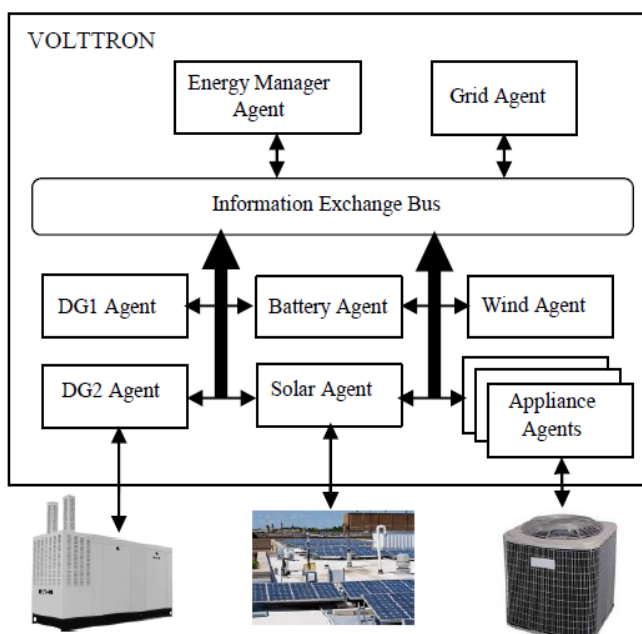 VOLTTRON
Energy Manager
Agent
Grid Agent
Information Exchange Bus
DG1 Agent
Battery Agent
Wind Agent
DG2 Agent
Solar Agent
Appliance
Agents